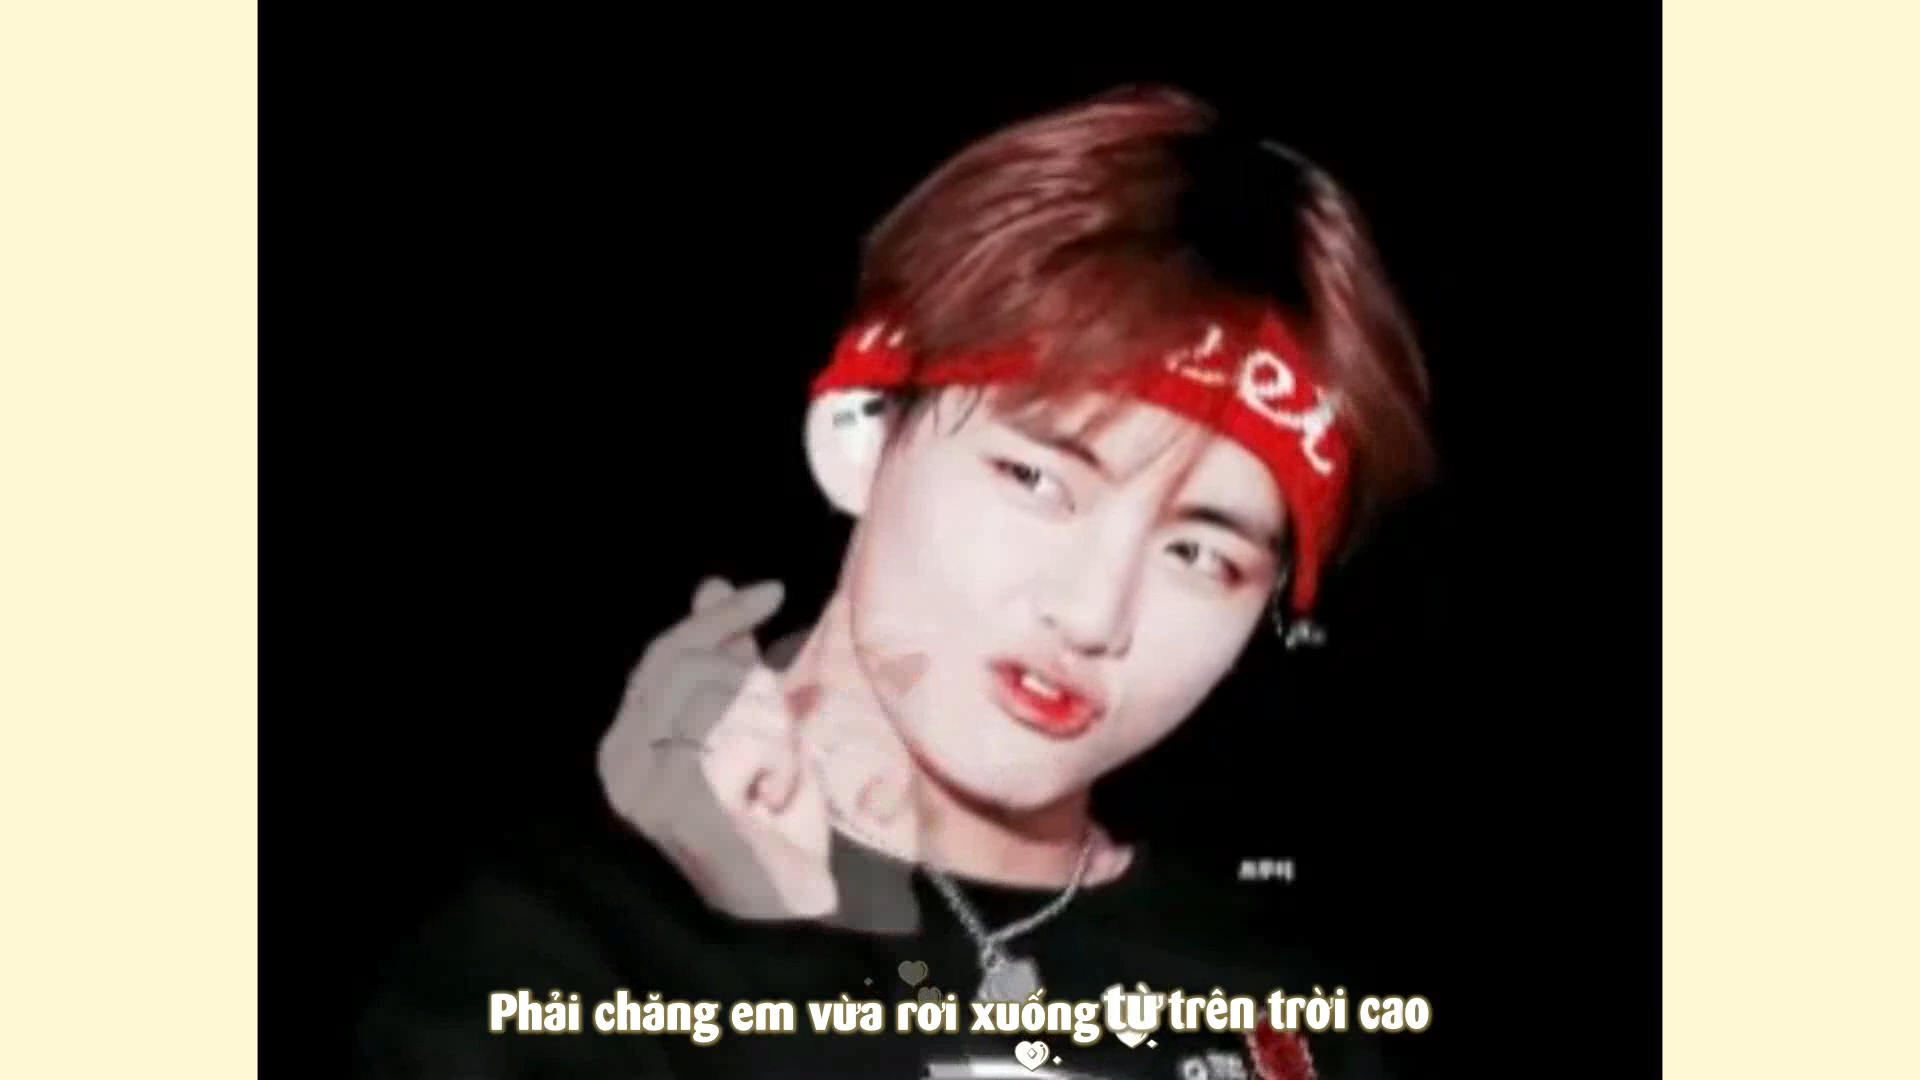 Phải chăng em vừa rơi xuống từ trên trời cao